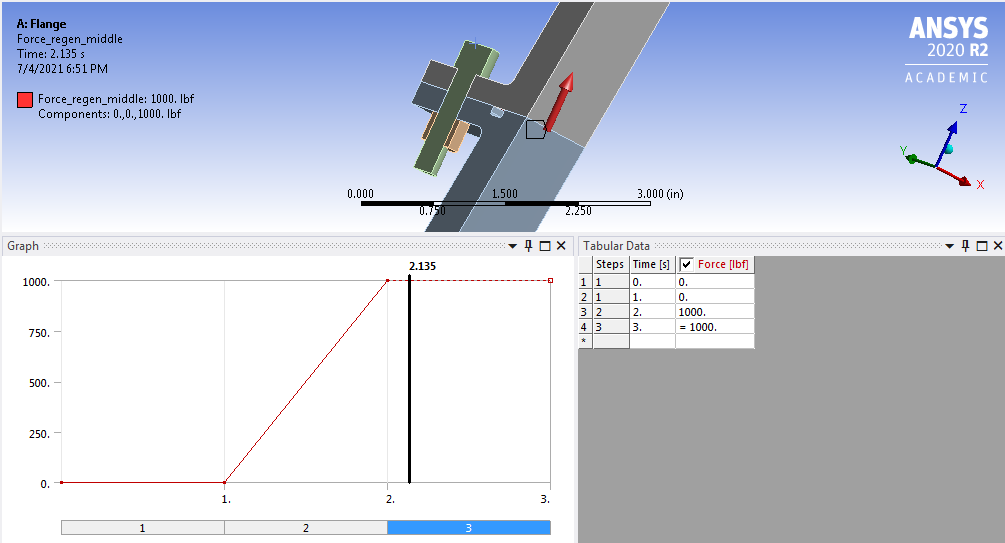 A: Flange
Force_regen_middle
Time: 2.135 s
7/4/2021 6:51 PM
Force_regen_middle: 1000. lbf
Components: 0.,0.,1000. lbf
ANSYS
2020 R2
ACADEMIC
Z
Y
X
0.000 1.500 3.000 (in)
0.750 2.250
Graph
2.135
1000.
750.
500.
250.
0.
1. 2. 3.
1 2 3
Tabular Data
Steps Time [s] Force [lbf]
1 1 0. 0.
2 1 1. 0.
3 2 2. 1000.
4 3 3. = 1000.
*